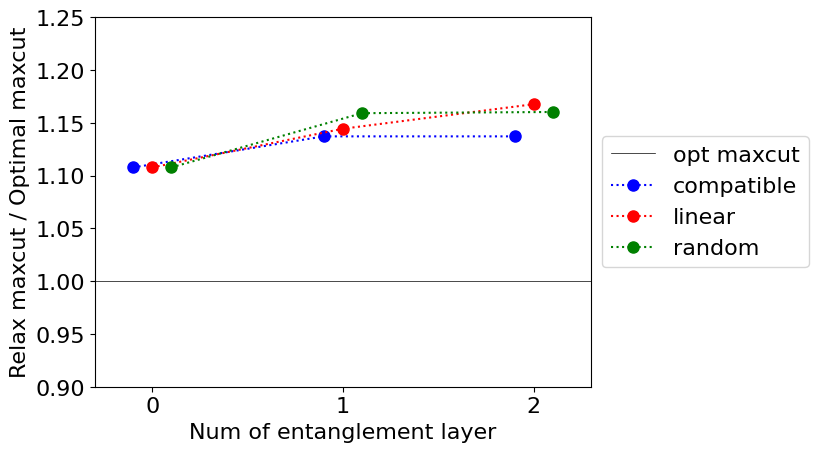 Relax maxcut / Optimal maxcut
1.25
1.20
1.15
1.10
1.05
1.00
0.95
0.90
0
1
2
Num of entanglement layer
opt maxcut
compatible
linear
random